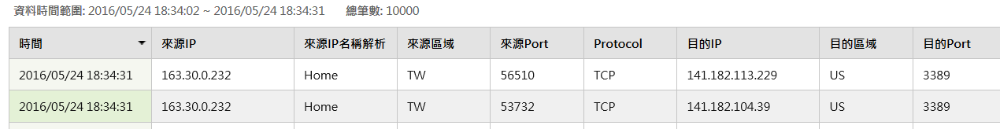 資料時間範圍: 2016/05/24 18:34:02 ~ 2016/05/24 18:34:31 總筆數: 10000
時間 來源IP 來源IP名稱解析 來源區域 來源Port Protocol 目的IP 目的區域 目的Port
2016/05/24 18:34:31 163.30.0.232 Home TW 56510 TCP 141.182.113.229 US 3389
2016/05/24 18:34:31 163.30.0.232 Home TW 53732 TCP 141.182.104.39 US 3389